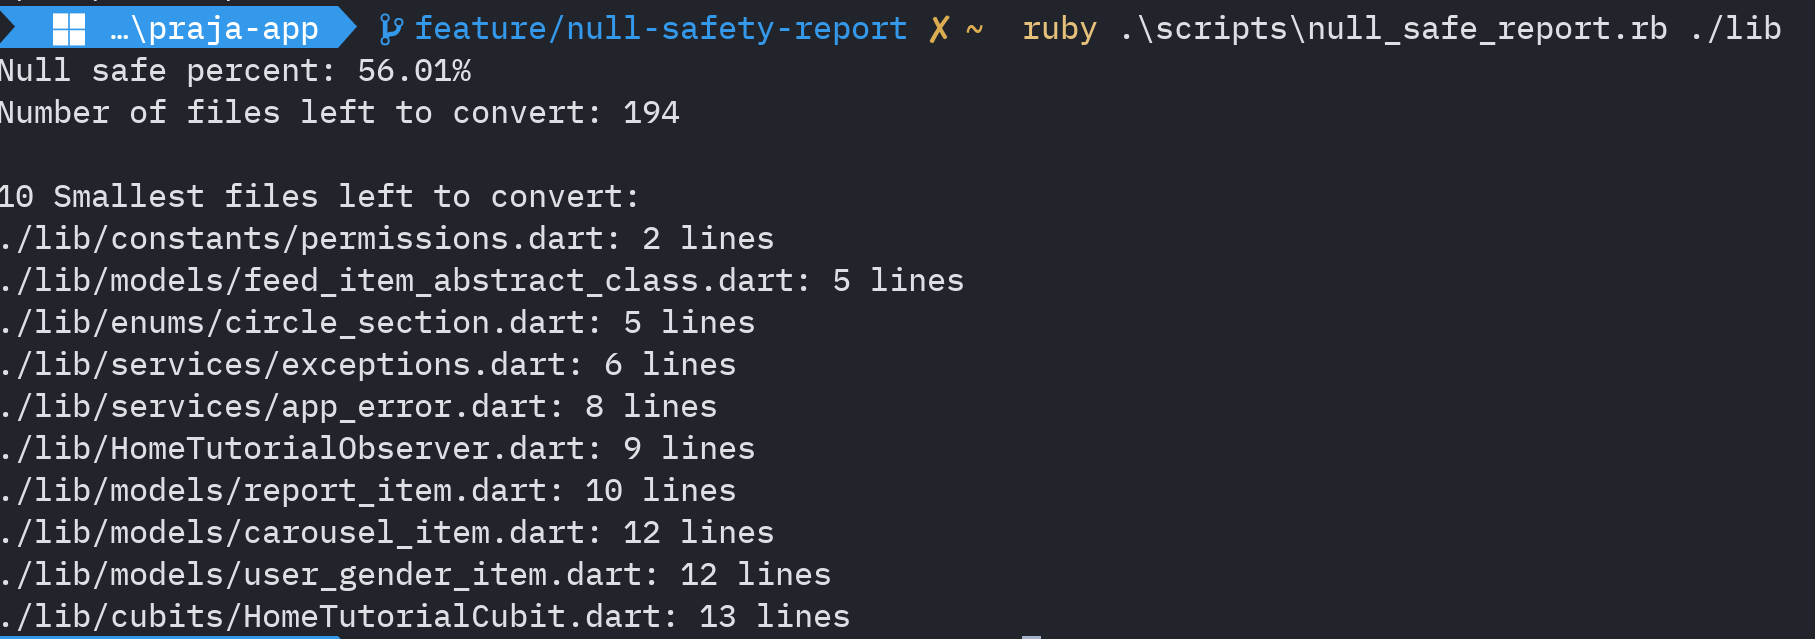 …\praja-app feature/null-safety-report ✗ ~ ruby .\scripts\null_safe_report.rb ./lib
Null safe percent: 56.01%
Number of files left to convert: 194
10 Smallest files left to convert:
./lib/constants/permissions.dart: 2 lines
./lib/models/feed_item_abstract_class.dart: 5 lines
./lib/enums/circle_section.dart: 5 lines
./lib/services/exceptions.dart: 6 lines
./lib/services/app_error.dart: 8 lines
./lib/HomeTutorialObserver.dart: 9 lines
./lib/models/report_item.dart: 10 lines
./lib/models/carousel_item.dart: 12 lines
./lib/models/user_gender_item.dart: 12 lines
./lib/cubits/HomeTutorialCubit.dart: 13 lines